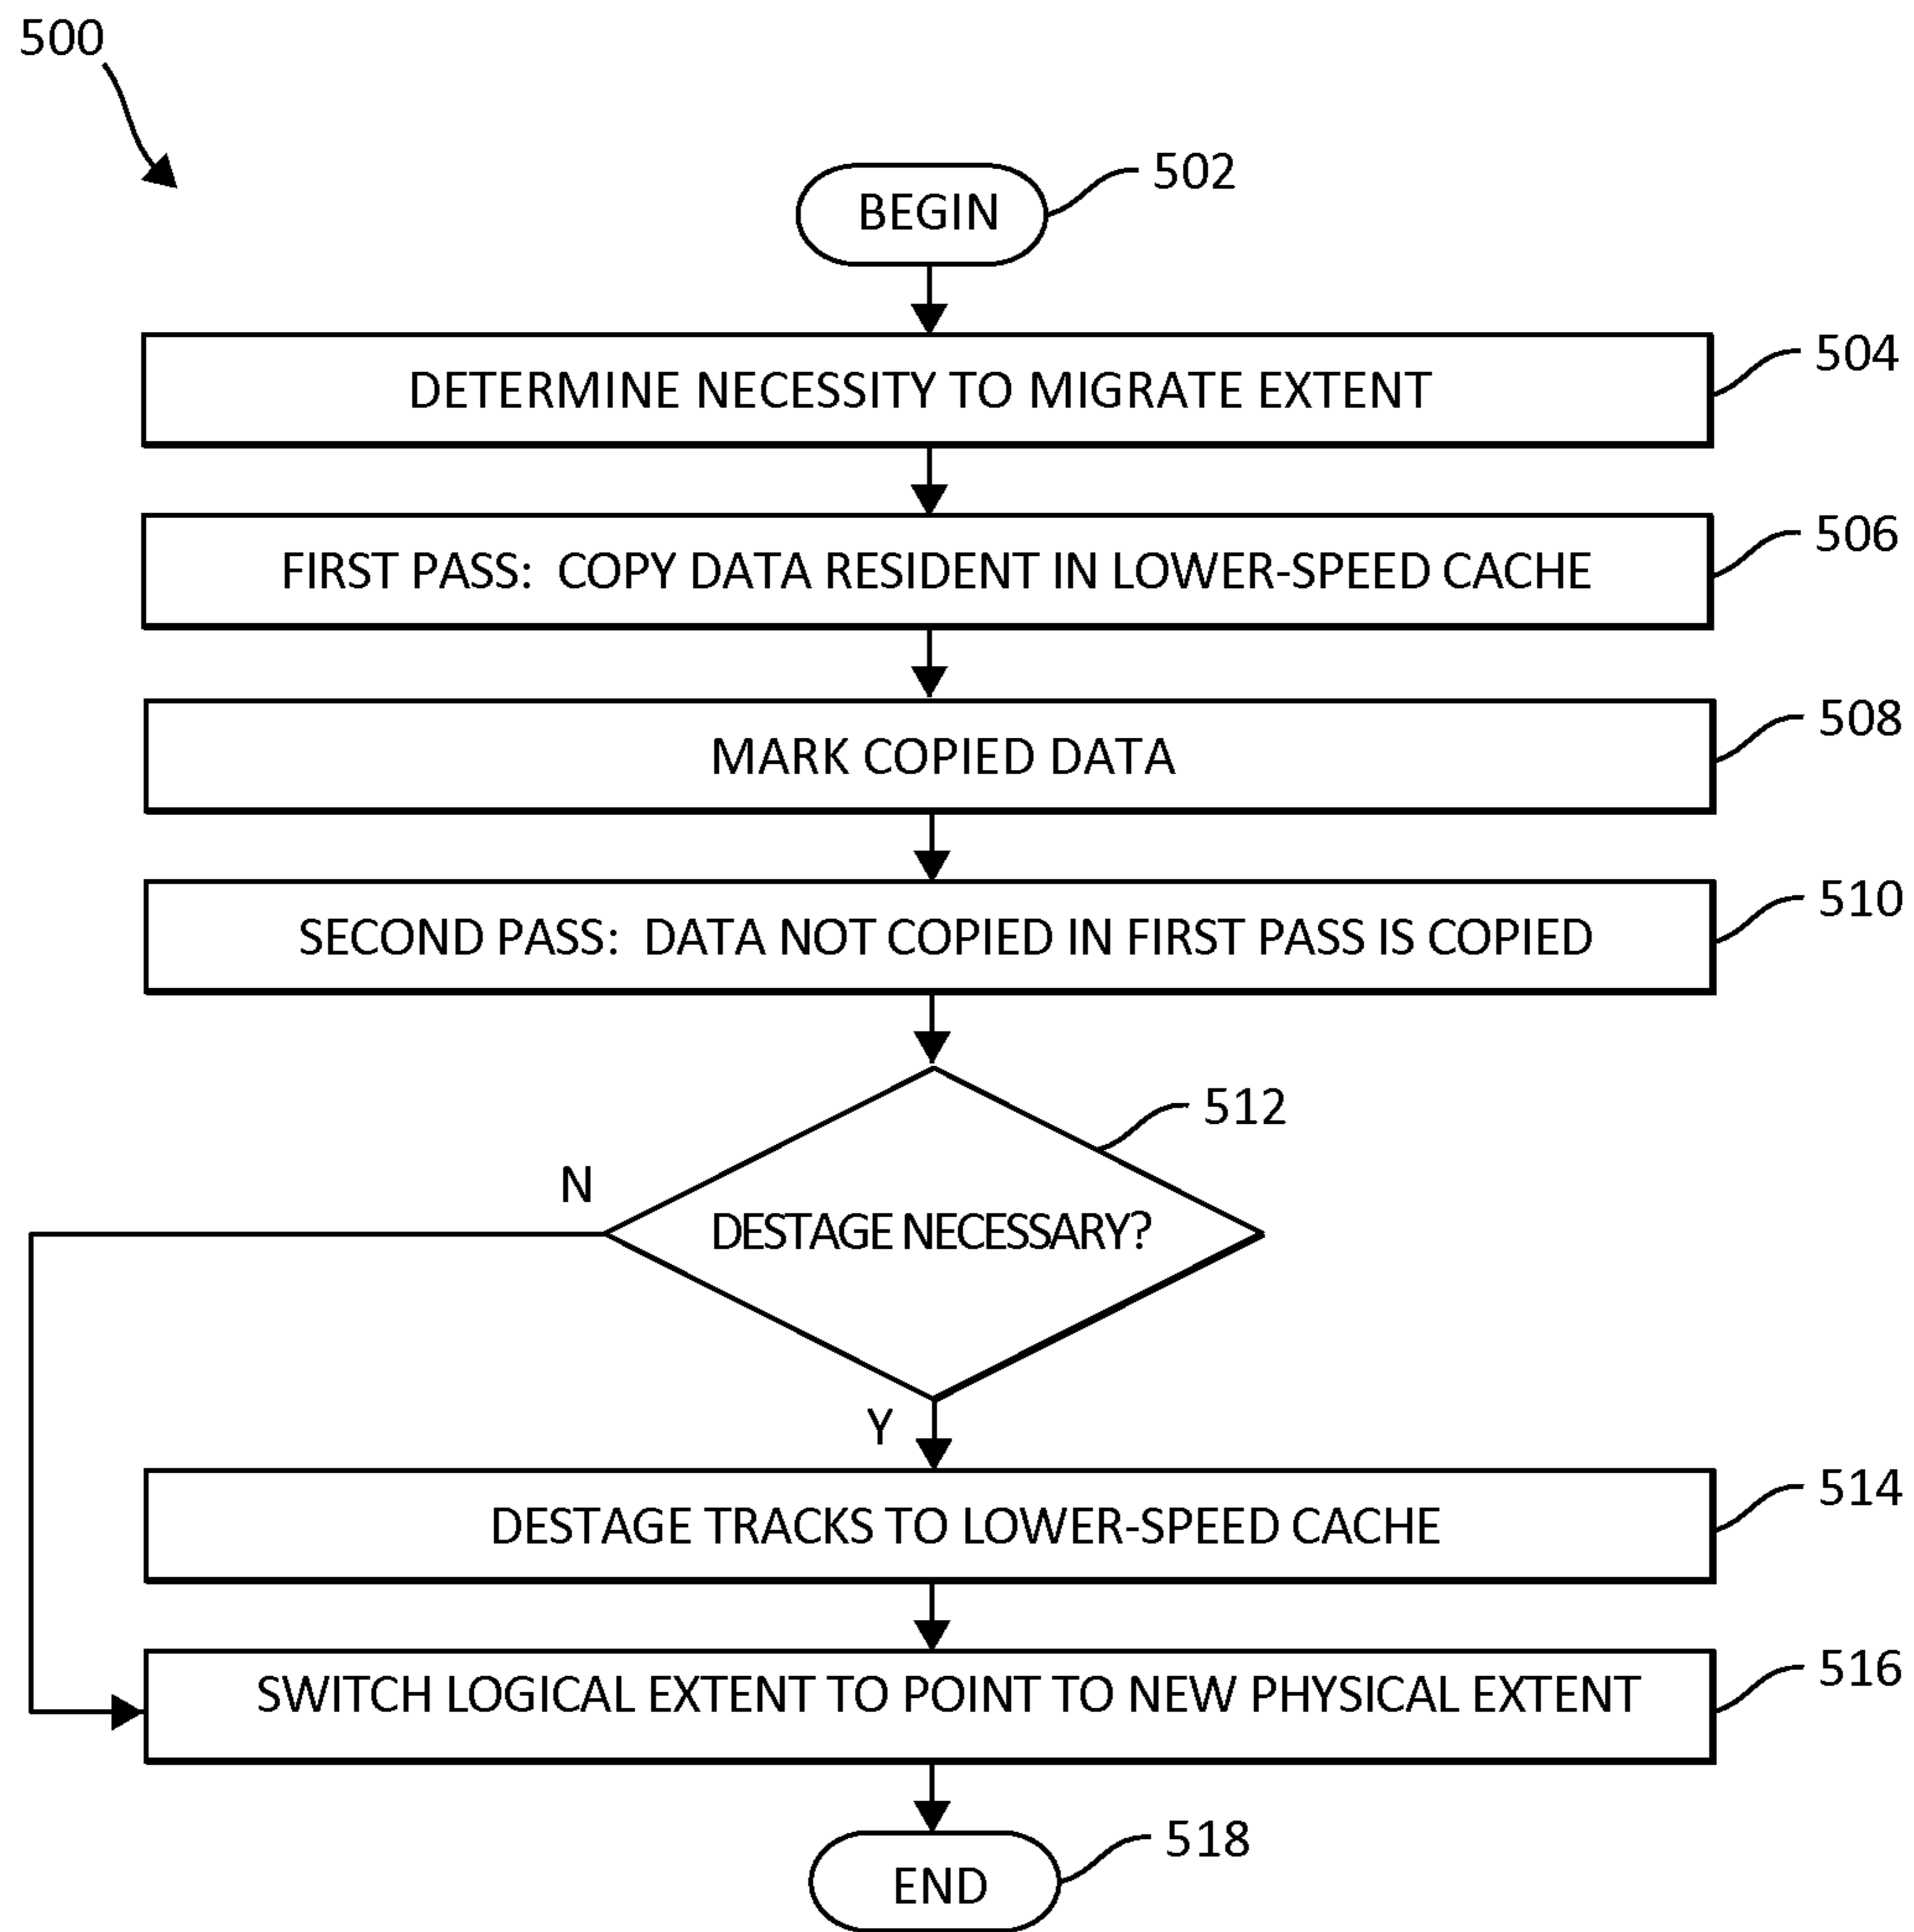 500
BEGIN
502
DETERMINE NECESSITY TO MIGRATE EXTENT
504
FIRST PASS: COPY DATA RESIDENT IN LOWER-SPEED CACHE
506
MARK COPIED DATA
508
SECOND PASS: DATA NOT COPIED IN FIRST PASS IS COPIED
510
512
N
DESTAGE NECESSARY?
Y
DESTAGE TRACKS TO LOWER-SPEED CACHE
514
SWITCH LOGICAL EXTENT TO POINT TO NEW PHYSICAL EXTENT
516
END
518